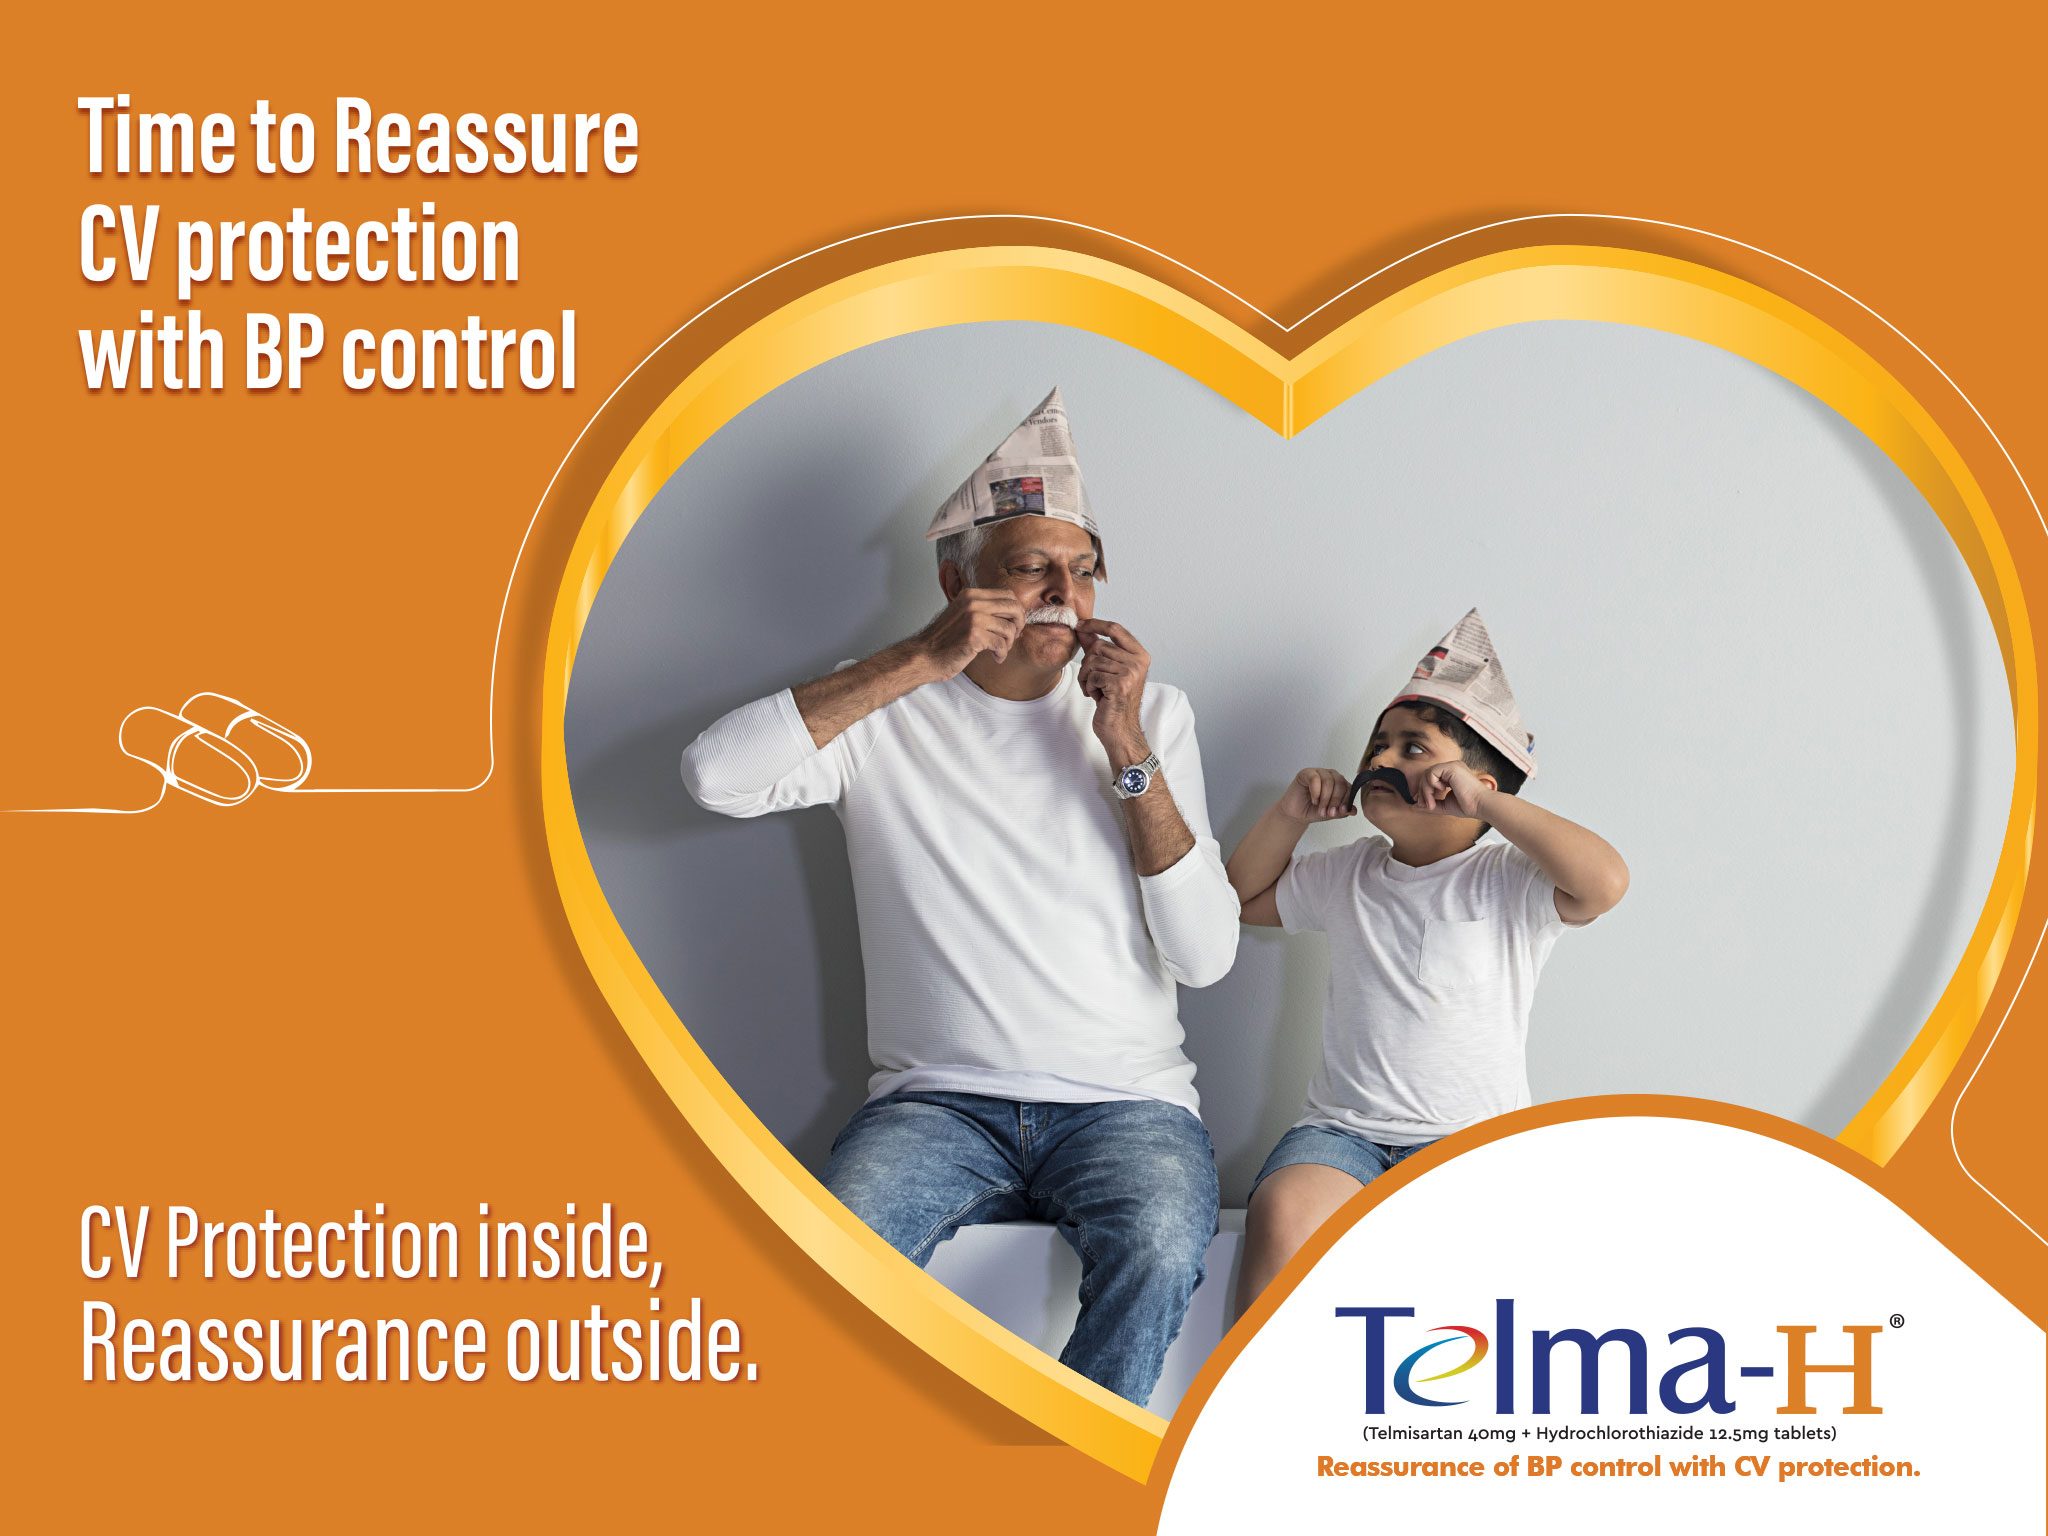 Time to Reassure
CV protection
with BP control
Vendors
CV Protection inside,
Reassurance outside.
Telma-H®
(Telmisartan 40mg + Hydrochlorothiazide 12.5mg tablets)
Reassurance of BP control with CV protection.